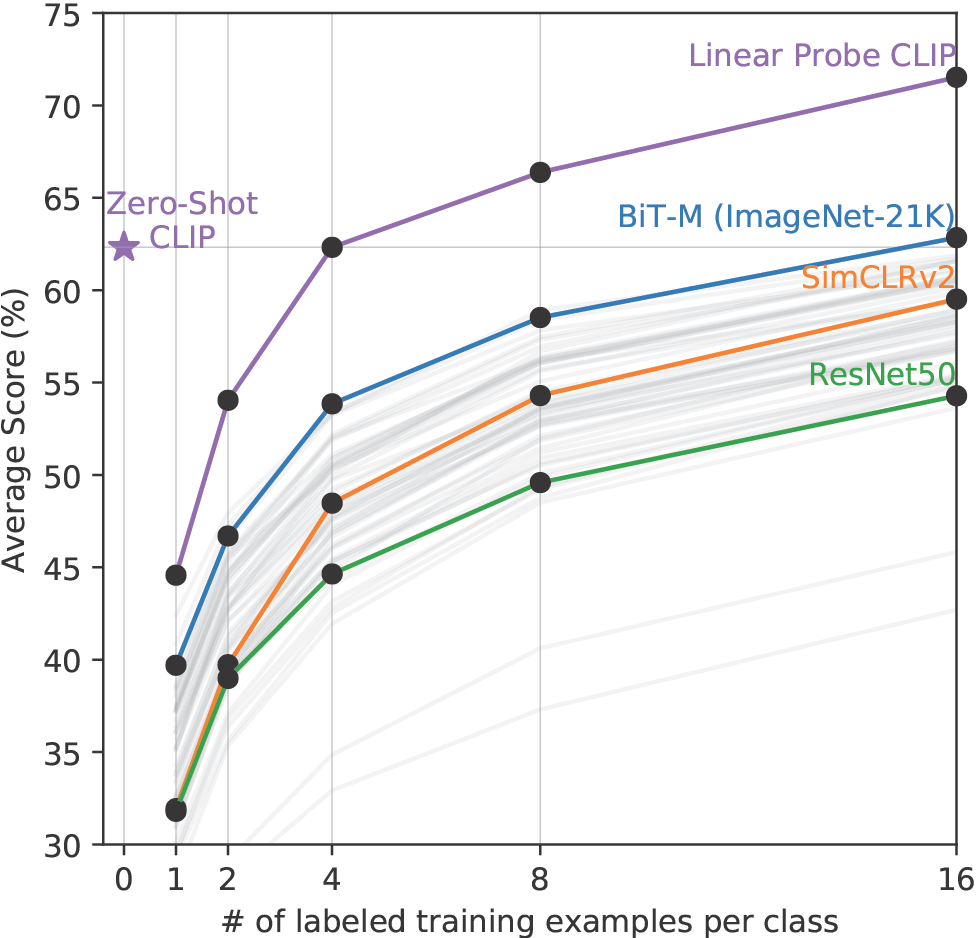 75
70
65
60
55
50
45
40
35
30
Average Score (%)
Linear Probe CLIP
Zero-Shot
CLIP
BiT-M (ImageNet-21K)
SimCLRv2
ResNet50
0 1 2 4 8 16
# of labeled training examples per class